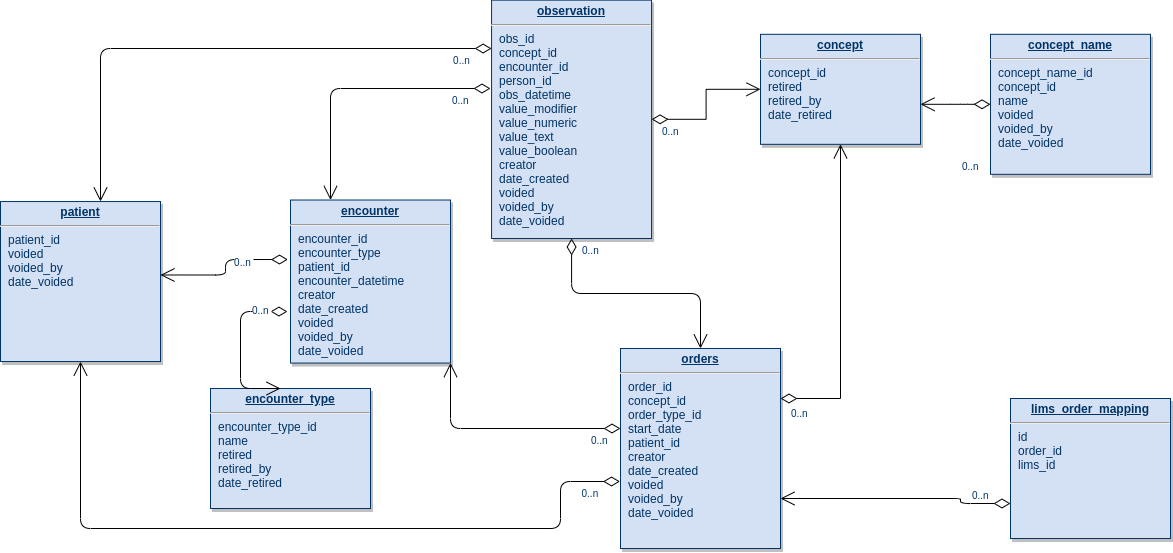 observation
obs_id
concept_id
encounter_id
person_id
obs_datetime
value_modifier
value_numeric
value_text
value_boolean
creator
date_created
voided
voided_by
date_voided
0..n
0..n
0..n
0..n
concept
concept_id
retired
retired_by
date_retired
concept_name
concept_name_id
concept_id
name
voided
voided_by
date_voided
0..n
patient
patient_id
voided
voided_by
date_voided
encounter
encounter_id
encounter_type
patient_id
encounter_datetime
creator
date_created
voided
voided_by
date_voided
0..n
0..n
encounter_type
encounter_type_id
name
retired
retired_by
date_retired
orders
order_id
concept_id
order_type_id
start_date
patient_id
creator
date_created
voided
voided_by
date_voided
0..n
0..n
0..n
lims_order_mapping
id
order_id
lims_id
0..n